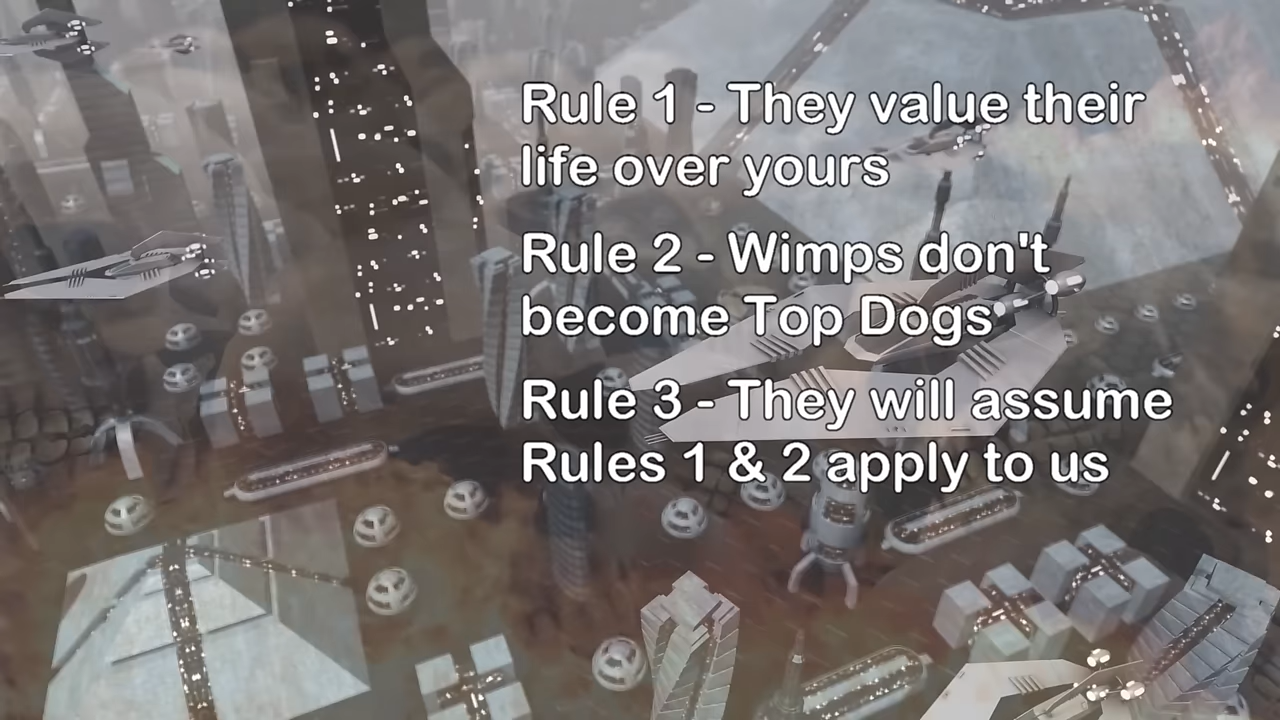 Rule 1 - They value their
life over yours
Rule 2 - Wimps don't
become Top Dogs
Rule 3 - They will assume
Rules 1 & 2 apply to us